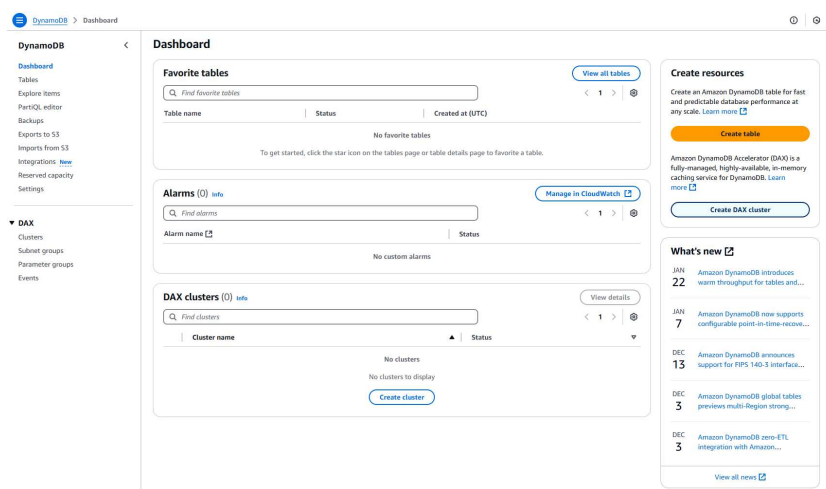 DynamoDB > Dashboard
DynamoDB
Dashboard
Tables
Explore items
PartiQL editor
Backups
Exports to S3
Imports from S3
Integrations New
Reserved capacity
Settings
DAX
Clusters
Subnet groups
Parameter groups
Events
Dashboard
Favorite tables
View all tables
Find favorite tables
1
Table name Status Created at (UTC)
No favorite tables
To get started, click the star icon on the tables page or table details page to favorite a table.
Alarms (0) Info
Manage in CloudWatch
Find alarms
1
Alarm name Status
No custom alarms
DAX clusters (0) Info
View details
Find clusters
1
Cluster name Status
No clusters
No clusters to display
Create cluster
Create resources
Create an Amazon DynamoDB table for fast
and predictable database performance at
any scale. Learn more
Create table
Amazon DynamoDB Accelerator (DAX) is a
fully-managed, highly-available, in-memory
caching service for DynamoDB. Learn
more
Create DAX cluster
What's new
JAN
22
Amazon DynamoDB introduces
warm throughput for tables and...
JAN
7
Amazon DynamoDB now supports
configurable point-in-time-recove...
DEC
13
Amazon DynamoDB announces
support for FIPS 140-3 interface...
DEC
3
Amazon DynamoDB global tables
previews multi-Region strong...
DEC
3
Amazon DynamoDB zero-ETL
integration with Amazon...
View all news